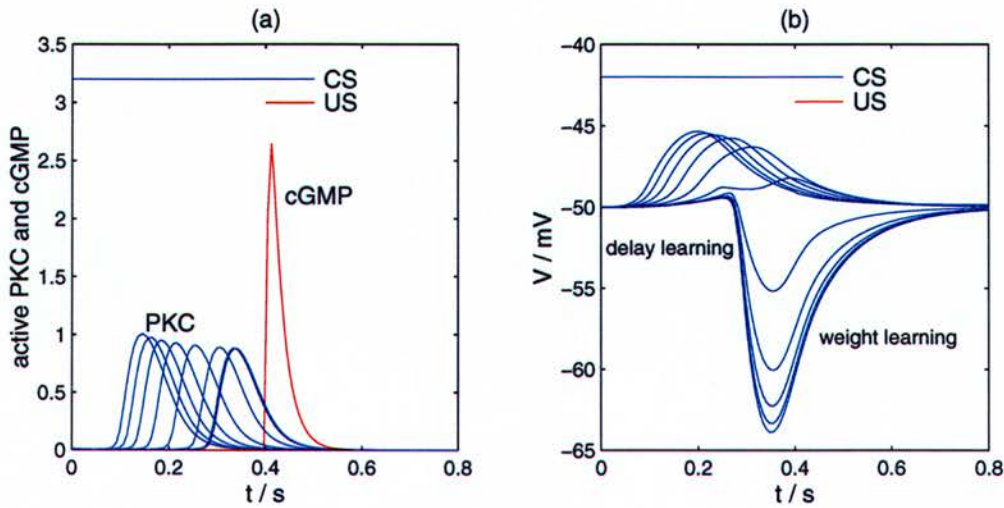 (a)
active PKC and cGMP
3.5
3
2.5
2
1.5
1
0.5
0
CS
US
cGMP
PKC
0
0.2
0.4
0.6
0.8
t / s
(b)
V / mV
−40
−45
−50
−55
−60
−65
CS
US
delay learning
weight learning
0
0.2
0.4
0.6
0.8
t / s